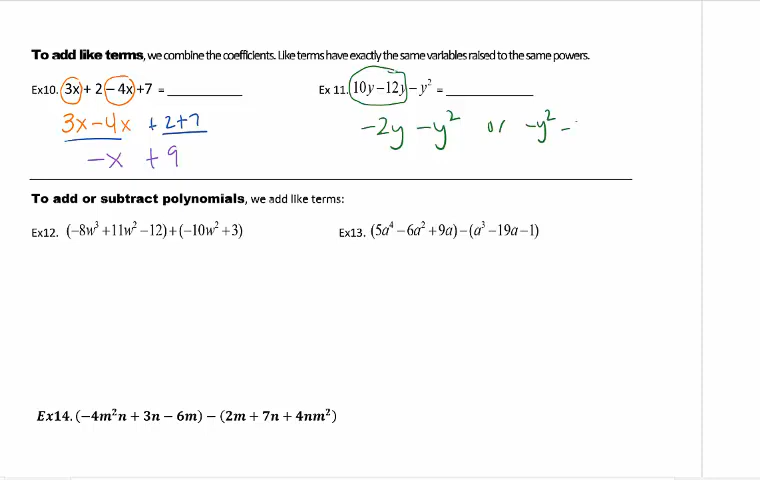 To add like terms, we combine the coefficients. Like terms have exactly the same variables raised to the same powers.
Ex10. 3x + 2 − 4x + 7 = __________ Ex 11. 10y − 12y − y² = __________
3x − 4x + 2 + 7 −2y − y² or −y² −
−x + 9
To add or subtract polynomials, we add like terms:
Ex12. (−8w³ + 11w² − 12) + (−10w² + 3) Ex13. (5a⁴ − 6a² + 9a) − (a³ − 19a − 1)
Ex14. (−4m²n + 3n − 6m) − (2m + 7n + 4nm²)